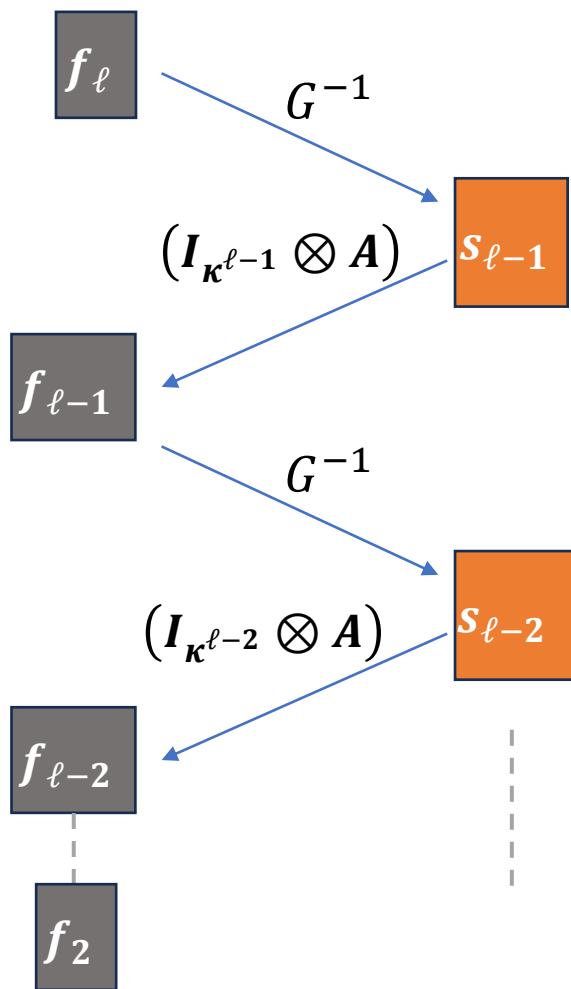 f_ℓ
G⁻¹
s_{ℓ−1}
(I_{κ^{ℓ−1}} ⊗ A)
f_{ℓ−1}
G⁻¹
s_{ℓ−2}
(I_{κ^{ℓ−2}} ⊗ A)
f_{ℓ−2}
f_2